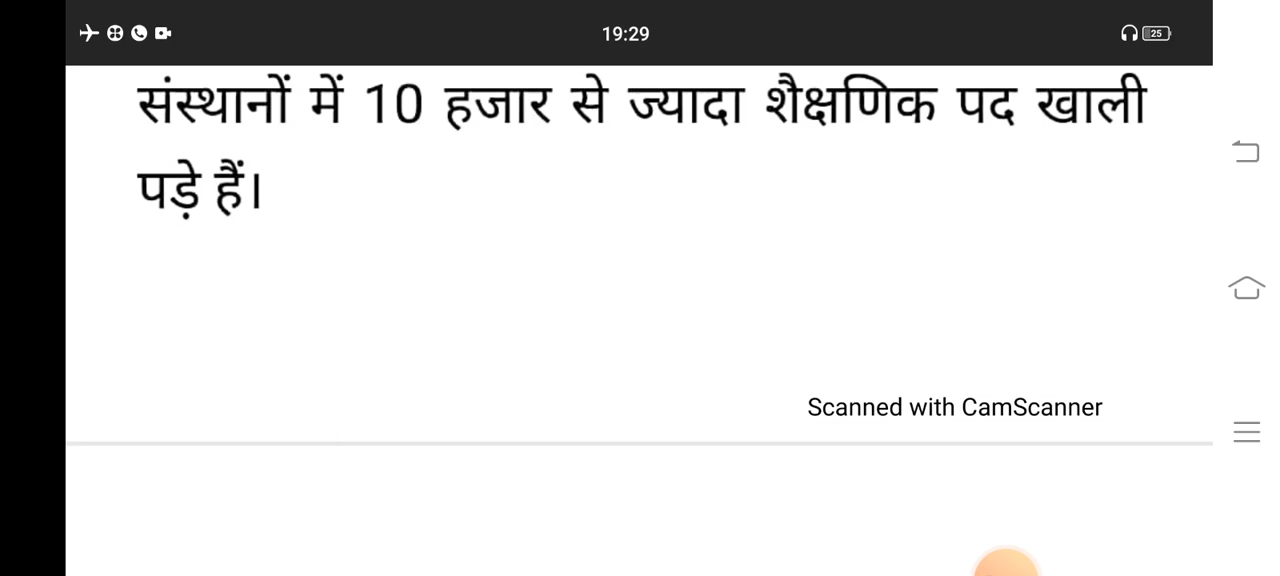 19:29
25
संस्थानों में 10 हजार से ज्यादा शैक्षणिक पद खाली
पड़े हैं।
Scanned with CamScanner